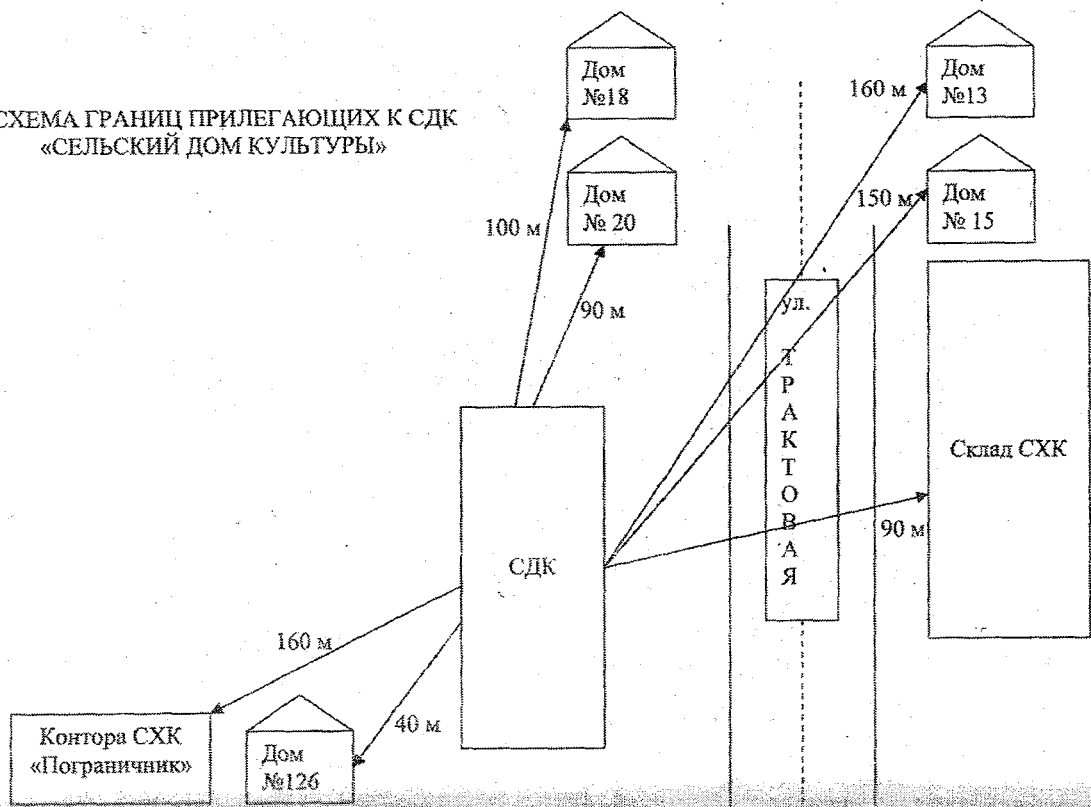 СХЕМА ГРАНИЦ ПРИЛЕГАЮЩИХ К СДК
«СЕЛЬСКИЙ ДОМ КУЛЬТУРЫ»
Дом
№18
Дом
№ 20
100 м
90 м
160 м
Дом
№13
150 м
Дом
№ 15
ул.
ТРАКТОВАЯ
Склад СХК
90 м
СДК
160 м
40 м
Контора СХК
«Пограничник»
Дом
№126